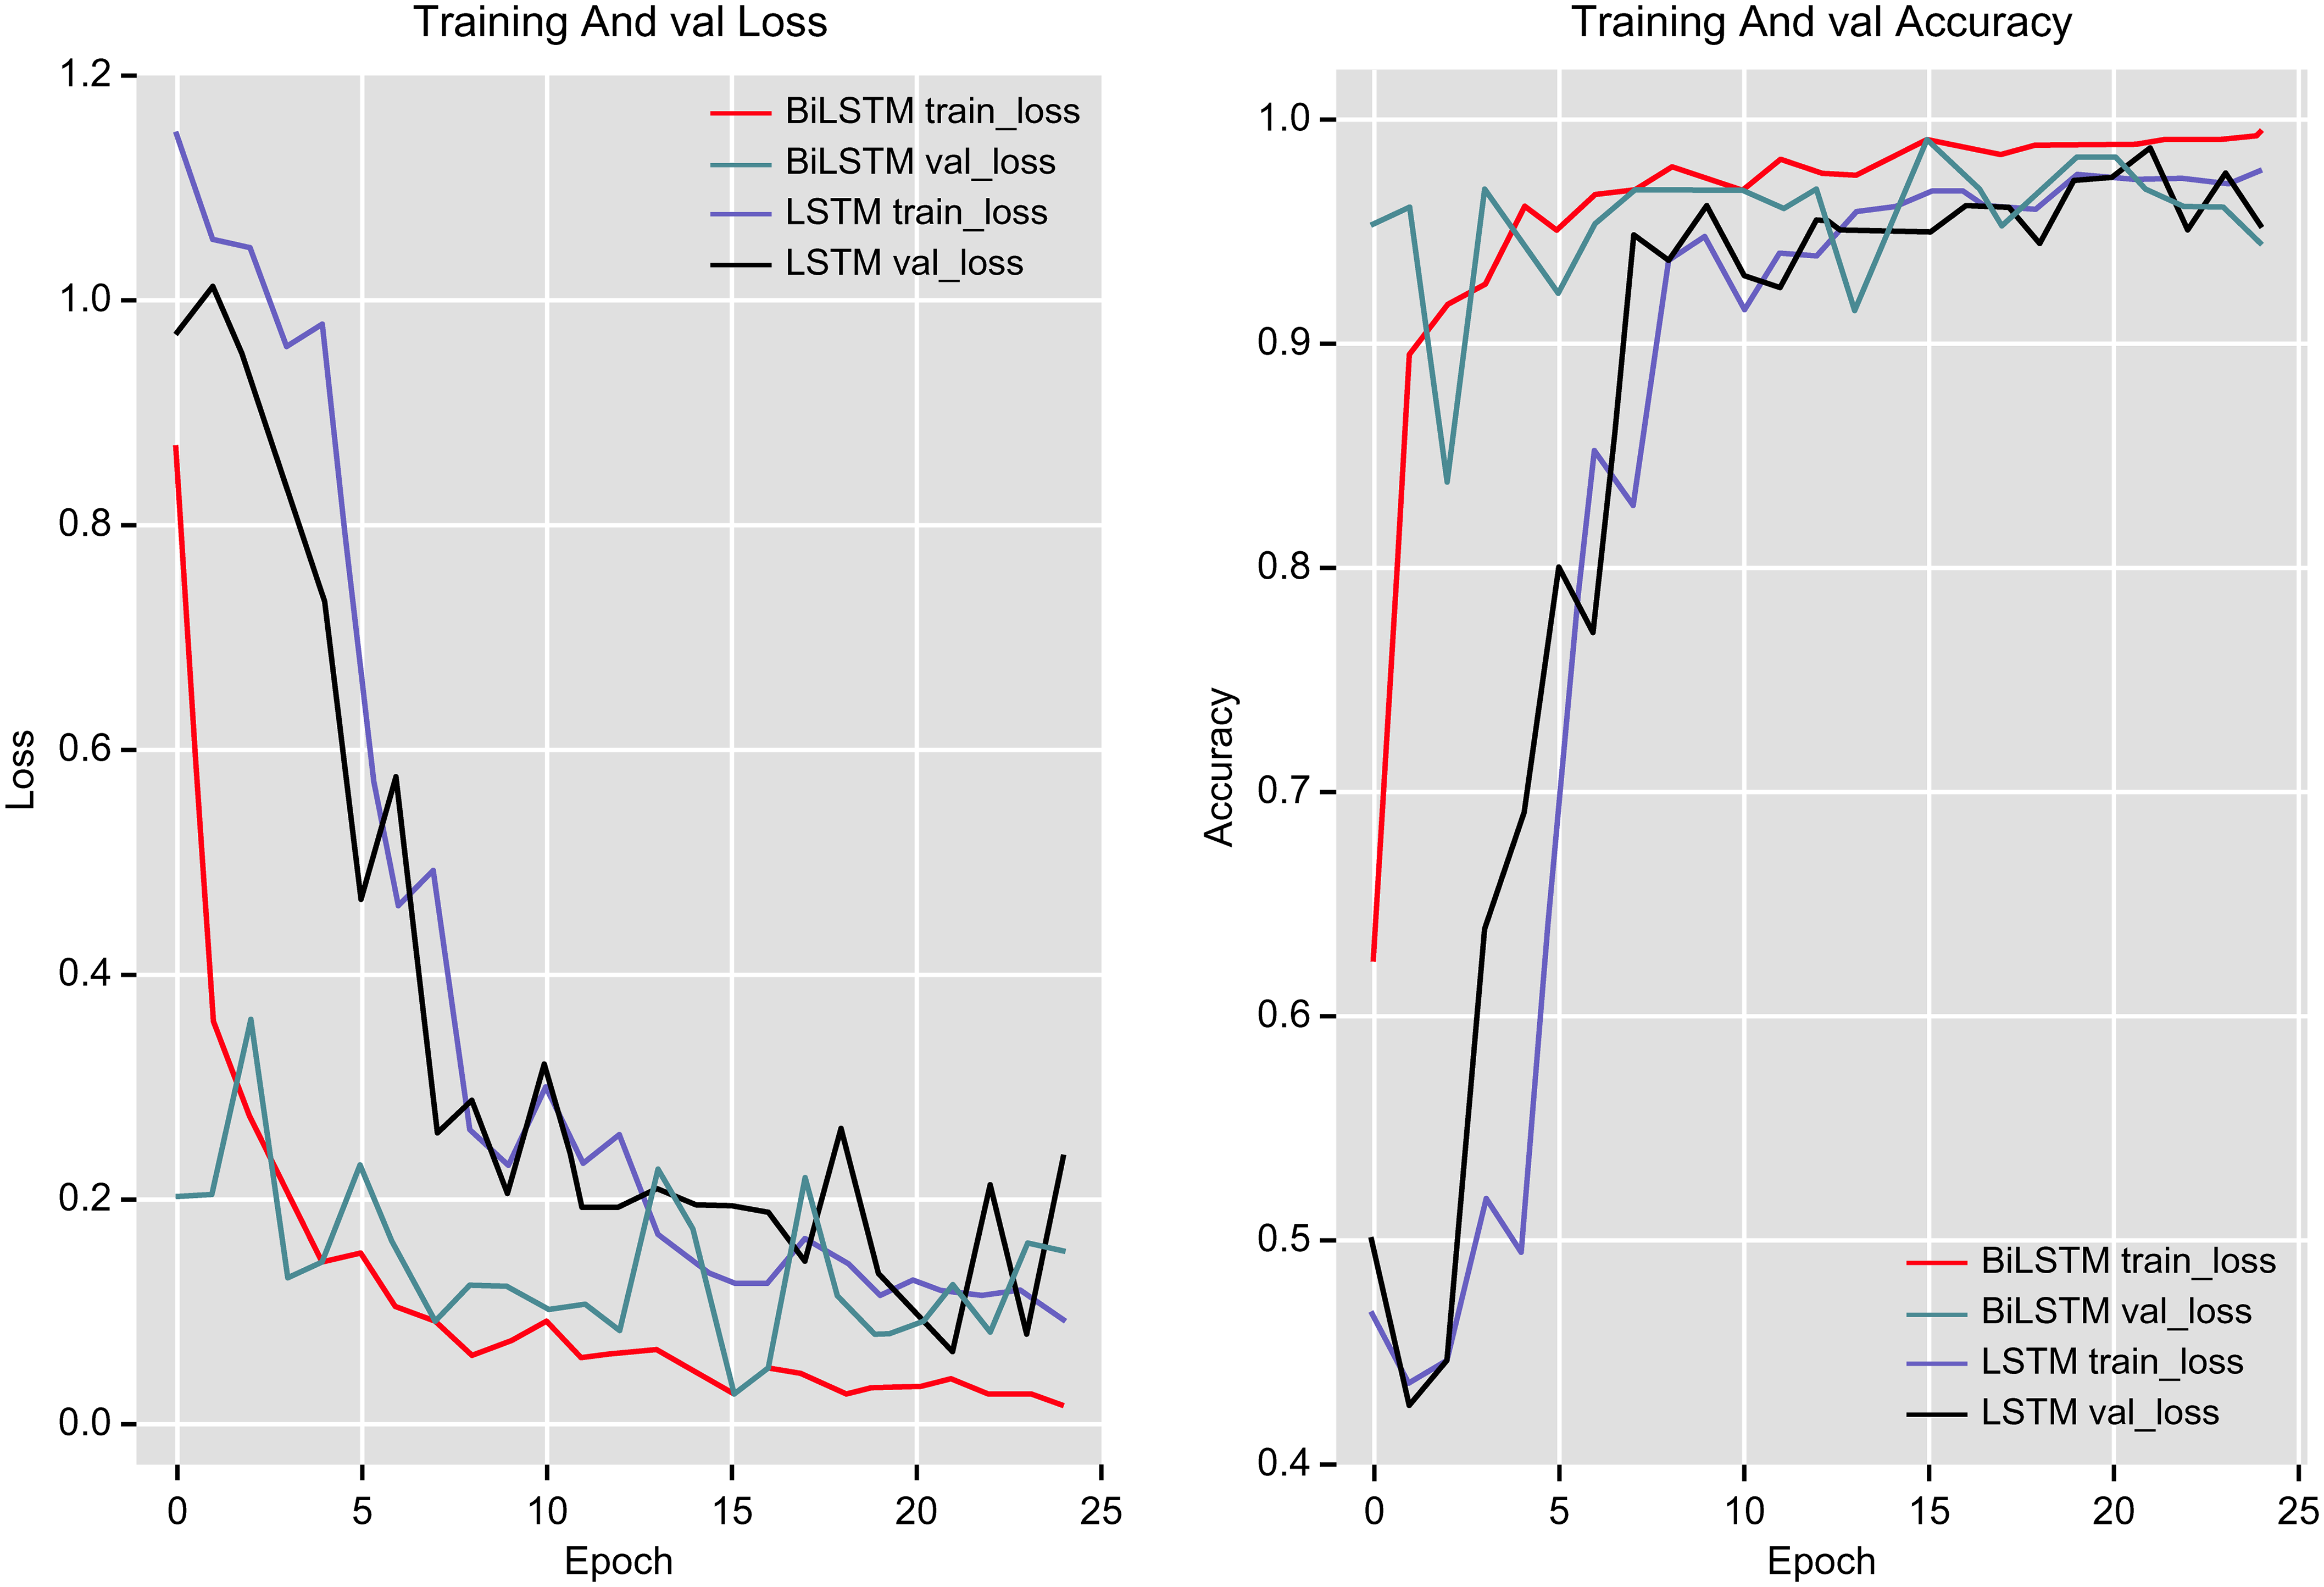 Training And val Loss
1.2
1.0
0.8
0.6
0.4
0.2
0.0
Loss
BiLSTM train_loss
BiLSTM val_loss
LSTM train_loss
LSTM val_loss
0 5 10 15 20 25
Epoch
Training And val Accuracy
1.0
0.9
0.8
0.7
0.6
0.5
0.4
Accuracy
BiLSTM train_loss
BiLSTM val_loss
LSTM train_loss
LSTM val_loss
0 5 10 15 20 25
Epoch